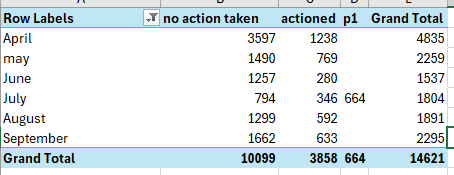 Row Labels no action taken actioned p1 Grand Total
April 3597 1238 4835
may 1490 769 2259
June 1257 280 1537
July 794 346 664 1804
August 1299 592 1891
September 1662 633 2295
Grand Total 10099 3858 664 14621